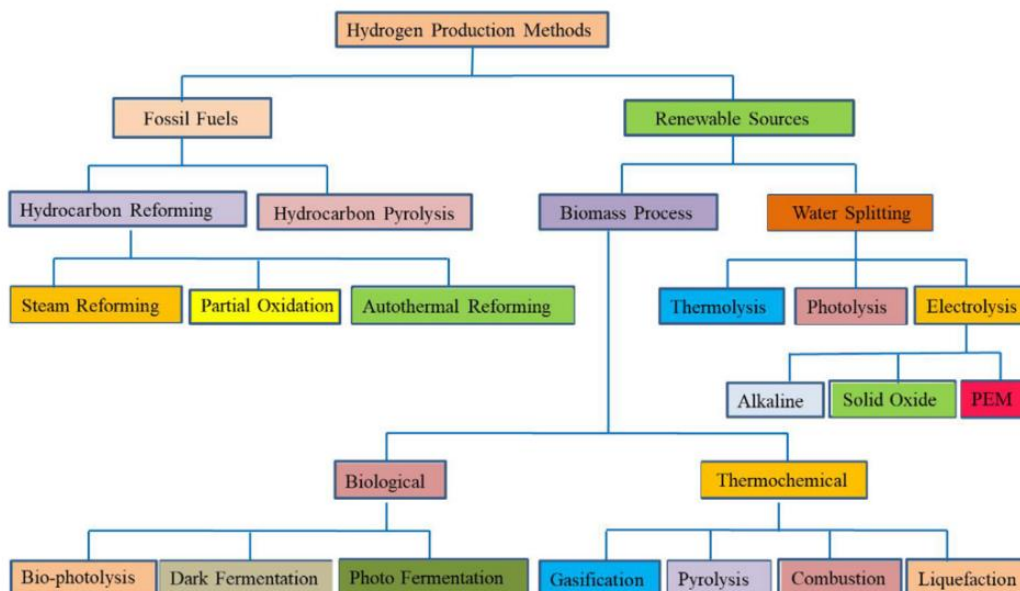 Hydrogen Production Methods
Fossil Fuels
Renewable Sources
Hydrocarbon Reforming
Hydrocarbon Pyrolysis
Biomass Process
Water Splitting
Steam Reforming
Partial Oxidation
Autothermal Reforming
Thermolysis
Photolysis
Electrolysis
Alkaline
Solid Oxide
PEM
Biological
Thermochemical
Bio-photolysis
Dark Fermentation
Photo Fermentation
Gasification
Pyrolysis
Combustion
Liquefaction